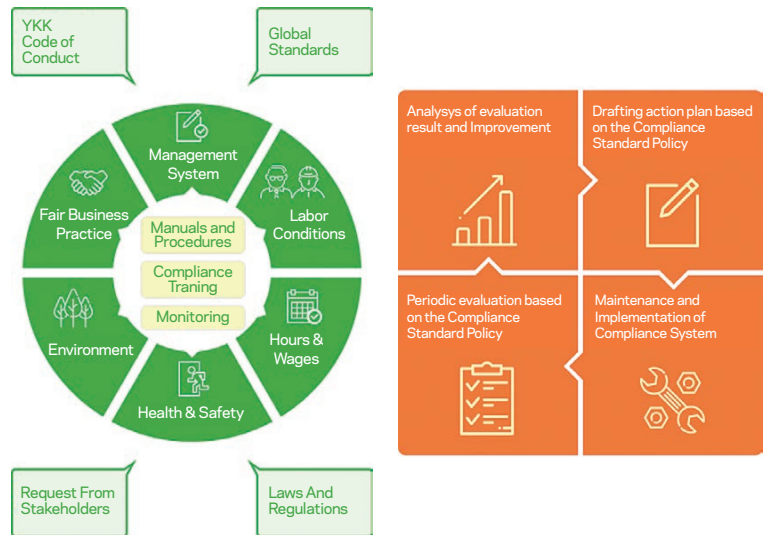 YKK
Code of
Conduct
Global
Standards
Management
System
Fair Business
Practice
Labor
Conditions
Manuals and
Procedures
Compliance
Traning
Monitoring
Environment
Hours &
Wages
Health & Safety
Request From
Stakeholders
Laws And
Regulations
Analysys of evaluation
result and Improvement
Drafting action plan based
on the Compliance
Standard Policy
Periodic evaluation based
on the Compliance
Standard Policy
Maintenance and
Implementation of
Compliance System